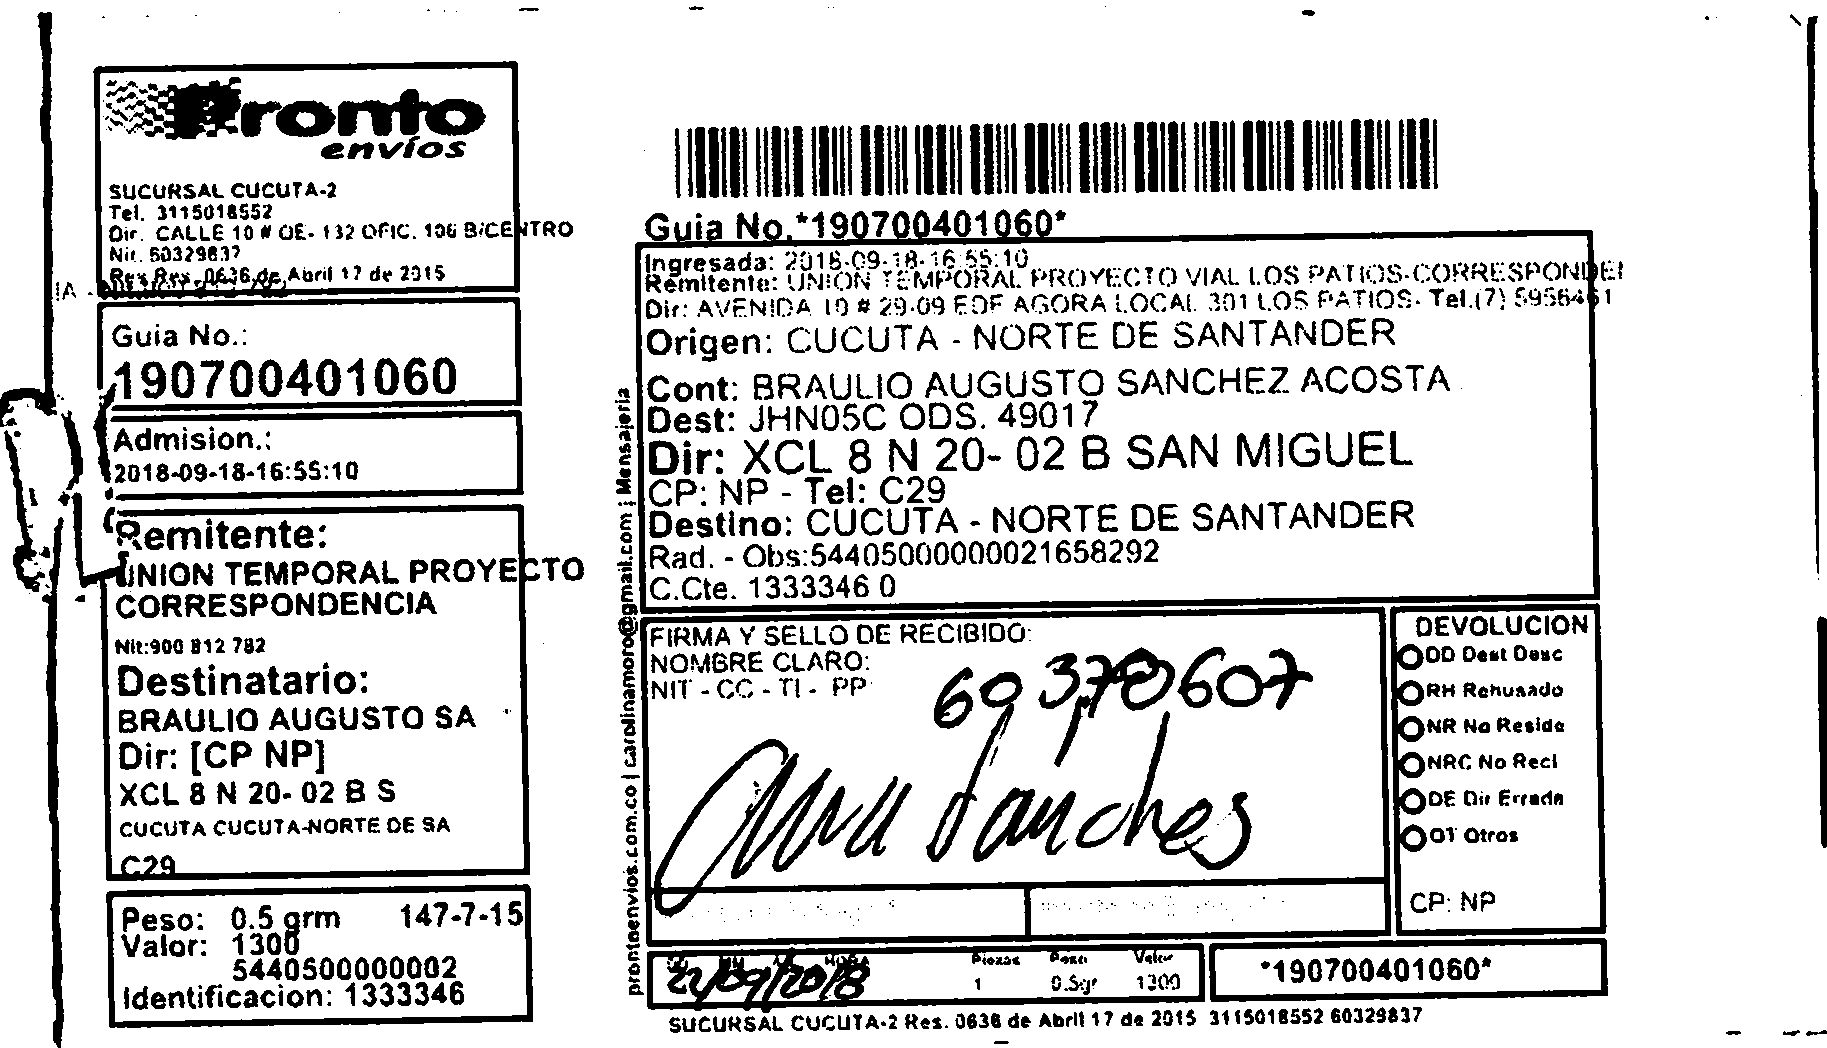 Pronto
envíos
SUCURSAL CUCUTA-2
Tel. 3115018552
Dir. CALLE 10 # OE- 132 OFIC. 106 B/CENTRO
Nit. 60329837
Res Res. 0636 de Abril 17 de 2015
IA -
Guia No.:
190700401060
Admision.:
2018-09-18-16:55:10
Remitente:
UNION TEMPORAL PROYECTO
CORRESPONDENCIA
Nit:900 812 782
Destinatario:
BRAULIO AUGUSTO SA
Dir: [CP NP]
XCL 8 N 20- 02 B S
CUCUTA CUCUTA-NORTE DE SA
C29
Peso: 0.5 grm 147-7-15
Valor: 1300
5440500000002
Identificacion: 1333346
prontoenvios.com.co | carolinamoro@gmail.com | Mensajeria
Guia No.*190700401060*
Ingresada: 2018-09-18-16:55:10
Remitente: UNION TEMPORAL PROYECTO VIAL LOS PATIOS-CORRESPONDEN
Dir: AVENIDA 10 # 29-09 EDF AGORA LOCAL 301 LOS PATIOS- Tel.(7) 5956461
Origen: CUCUTA - NORTE DE SANTANDER
Cont: BRAULIO AUGUSTO SANCHEZ ACOSTA
Dest: JHN05C ODS. 49017
Dir: XCL 8 N 20- 02 B SAN MIGUEL
CP: NP - Tel: C29
Destino: CUCUTA - NORTE DE SANTANDER
Rad. - Obs:54405000000021658292
C.Cte. 1333346 0
FIRMA Y SELLO DE RECIBIDO:
NOMBRE CLARO:
NIT - CC - TI - PP
60370607
Sanches
DEVOLUCION
DD Dest Desc
RH Rehusado
NR No Reside
NRC No Recl
DE Dir Errada
OT Otros
CP: NP
HORA
22/09/2018
Piezas Peso Valor
1 0.5gr 1300
*190700401060*
SUCURSAL CUCUTA-2 Res. 0636 de Abril 17 de 2015 3115018552 60329837